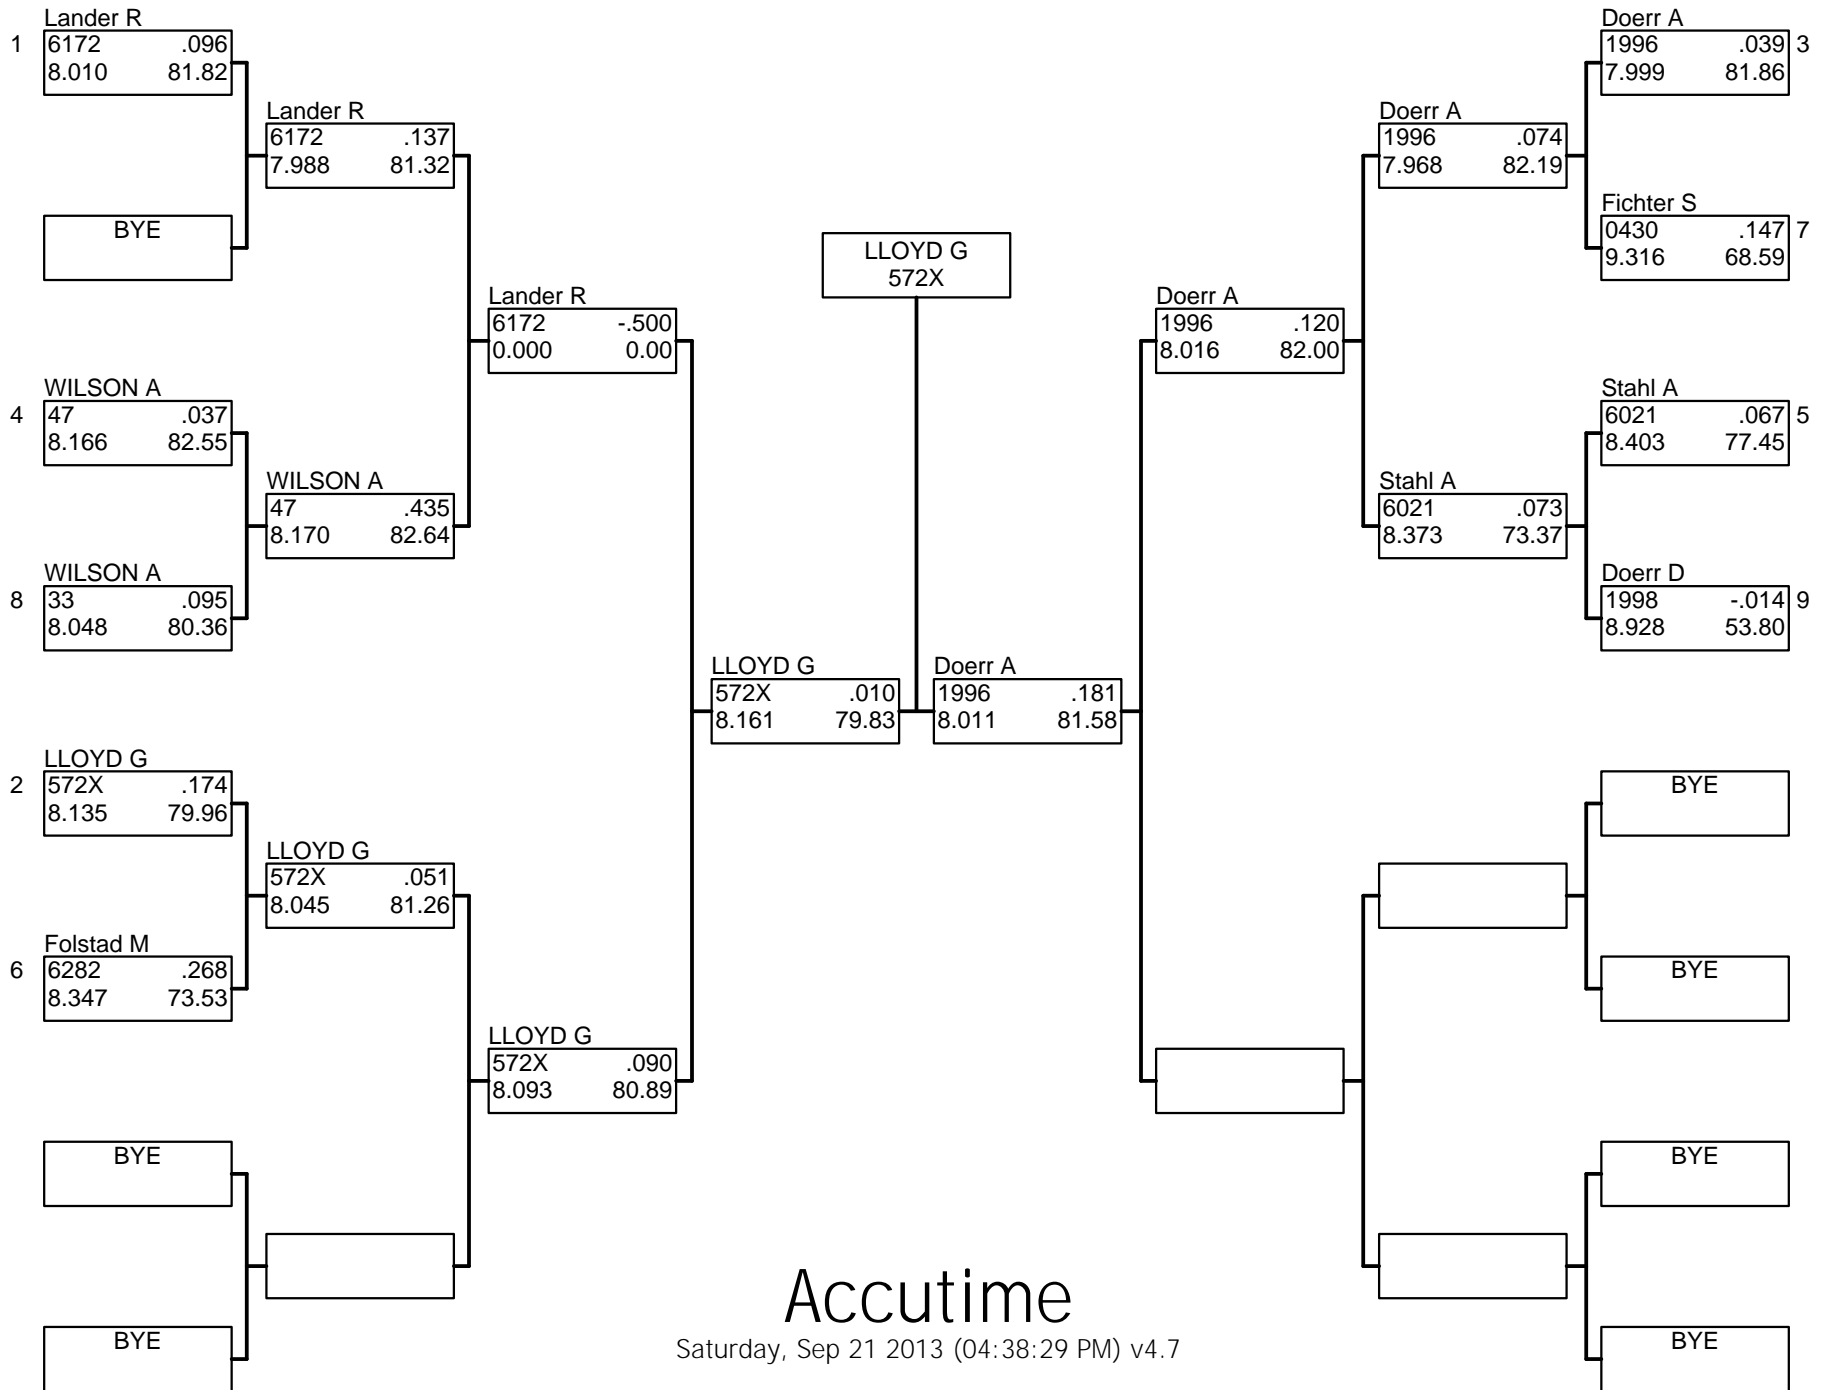 Lander R
1 6172 .096
8.010 81.82
BYE
WILSON A
4 47 .037
8.166 82.55
WILSON A
8 33 .095
8.048 80.36
LLOYD G
2 572X .174
8.135 79.96
Folstad M
6 6282 .268
8.347 73.53
BYE
BYE
Lander R
6172 .137
7.988 81.32
WILSON A
47 .435
8.170 82.64
LLOYD G
572X .051
8.045 81.26
Lander R
6172 -.500
0.000 0.00
LLOYD G
572X .090
8.093 80.89
LLOYD G
572X .010
8.161 79.83
LLOYD G
572X
Doerr A
1996 .181
8.011 81.58
Doerr A
1996 .120
8.016 82.00
Doerr A
1996 .074
7.968 82.19
Stahl A
6021 .073
8.373 73.37
Doerr A
1996 .039 3
7.999 81.86
Fichter S
0430 .147 7
9.316 68.59
Stahl A
6021 .067 5
8.403 77.45
Doerr D
1998 -.014 9
8.928 53.80
BYE
BYE
BYE
BYE
Accutime
Saturday, Sep 21 2013 (04:38:29 PM) v4.7